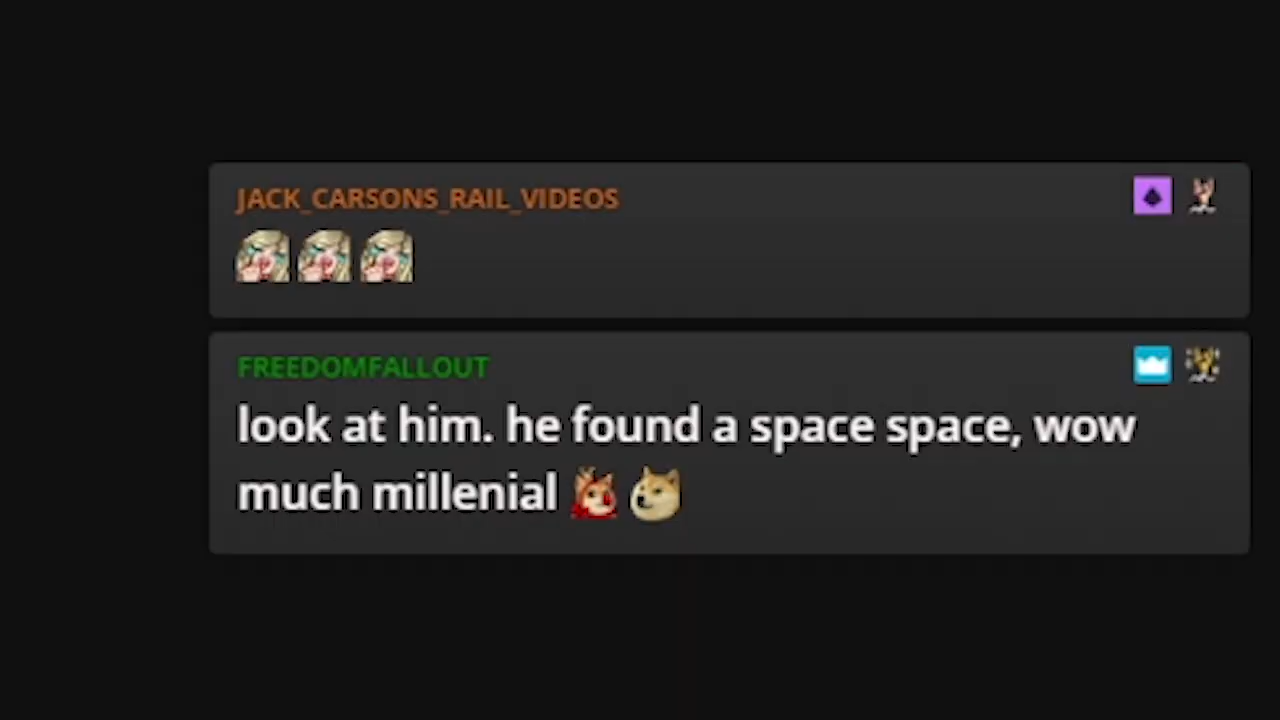 JACK_CARSONS_RAIL_VIDEOS
FREEDOMFALLOUT
look at him. he found a space space, wow
much millenial